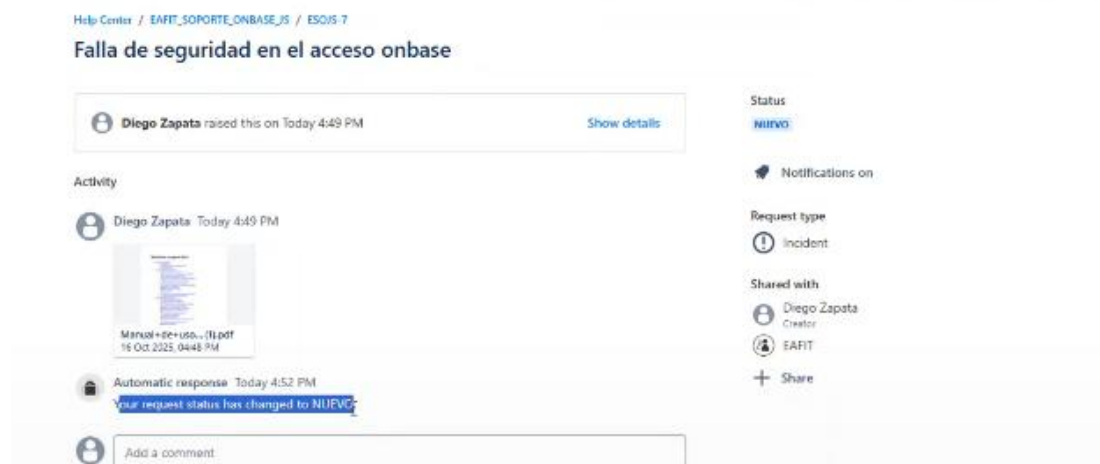 Help Center / EAFIT_SOPORTE_ONBASE_JS / ESOJS-7
Falla de seguridad en el acceso onbase
Diego Zapata raised this on Today 4:49 PM
Show details
Activity
Diego Zapata Today 4:49 PM
Manual+de+uso... (1).pdf
16 Oct 2025, 04:48 PM
Automatic response Today 4:52 PM
Your request status has changed to NUEVO.
Add a comment
Status
NUEVO
Notifications on
Request type
Incident
Shared with
Diego Zapata
Creator
EAFIT
Share